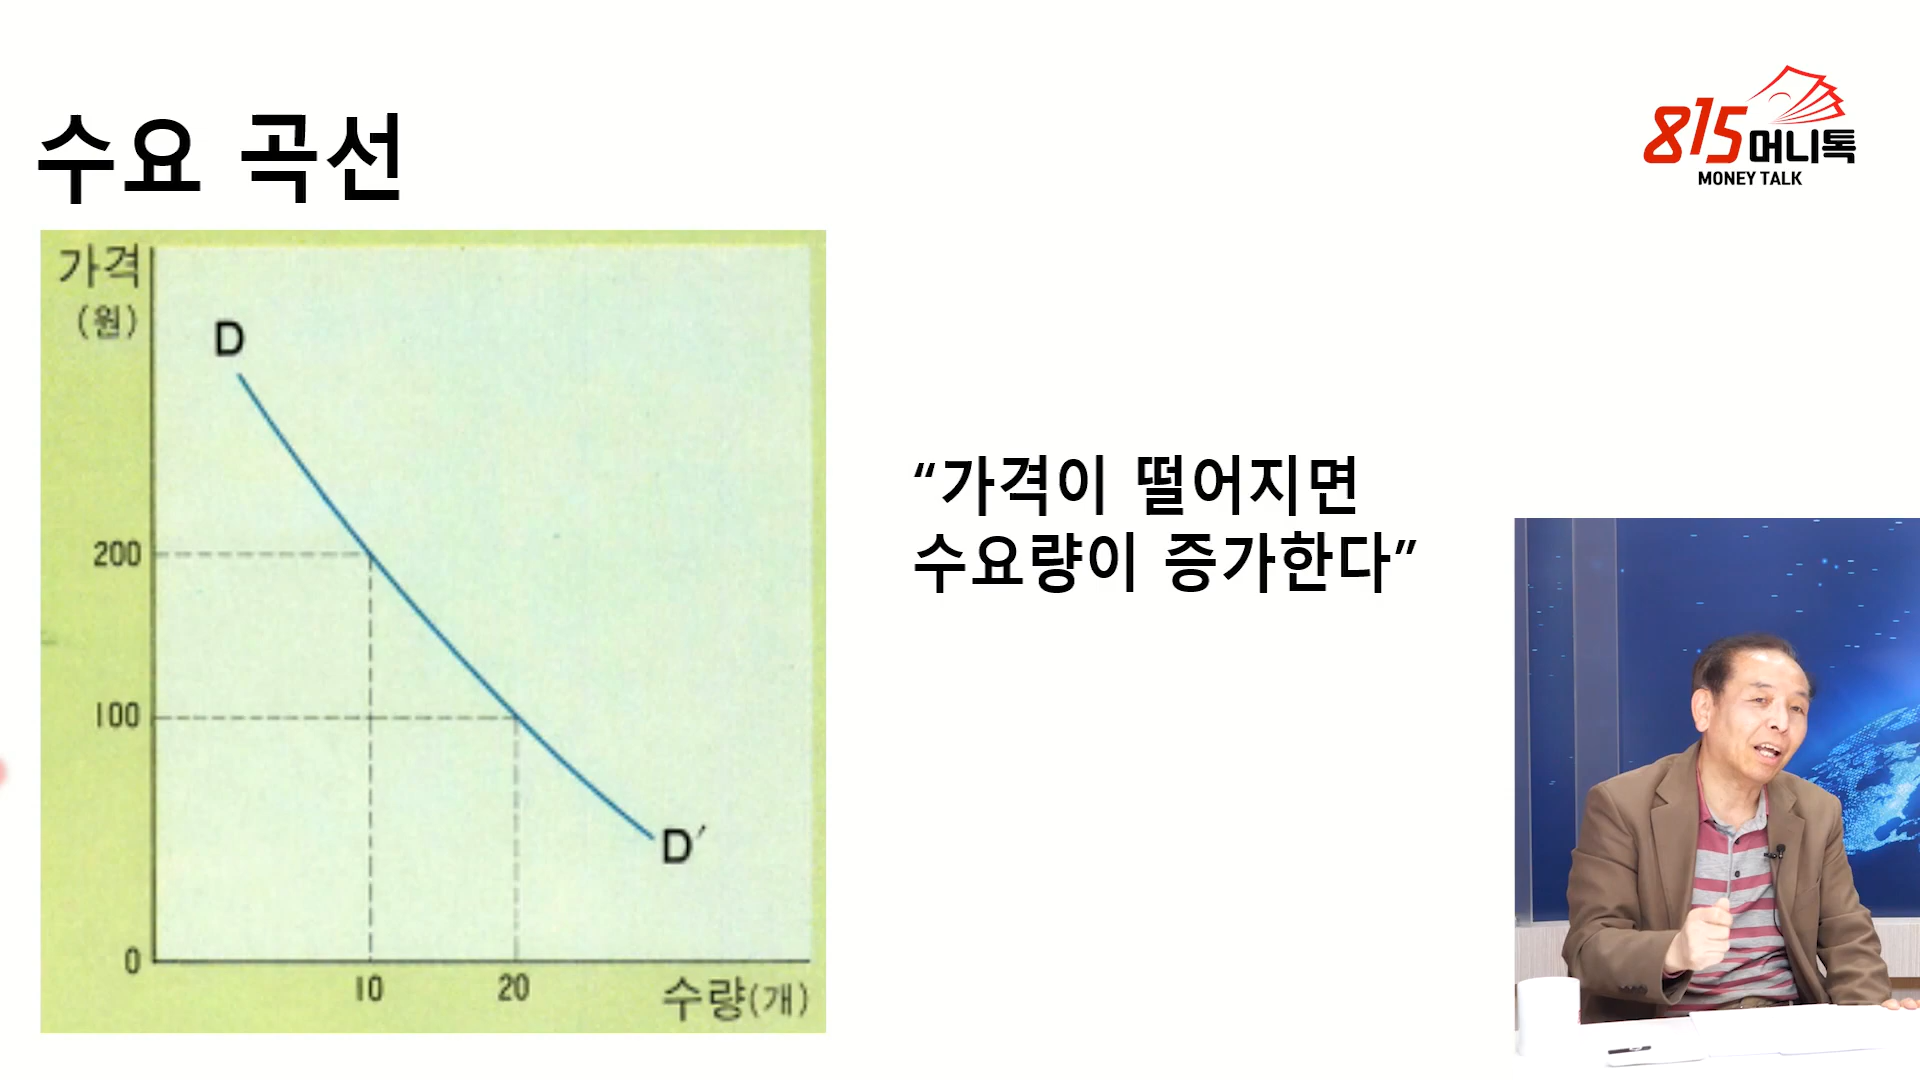 수요 곡선
815머니톡
MONEY TALK
가격
(원)
D
200
100
0
10
20
수량(개)
D′
“가격이 떨어지면
수요량이 증가한다”